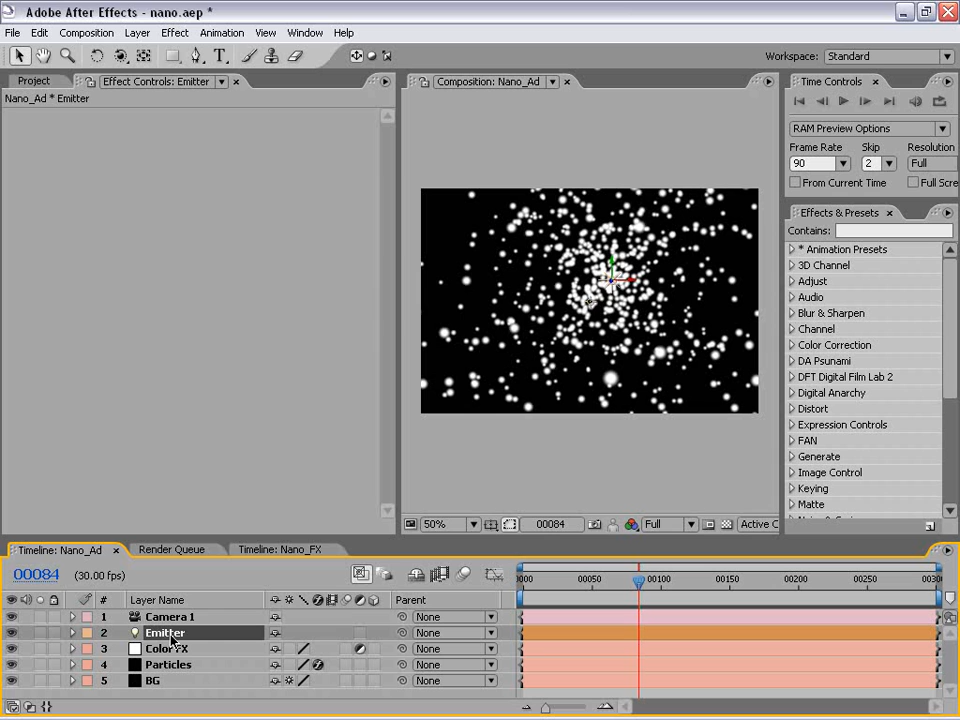 Adobe After Effects - nano.aep *
File Edit Composition Layer Effect Animation View Window Help
Workspace: Standard
Project Effect Controls: Emitter
Nano_Ad * Emitter
Composition: Nano_Ad
Time Controls
RAM Preview Options
Frame Rate Skip Resolution
90 2 Full
From Current Time Full Scre
Effects & Presets
Contains:
* Animation Presets
3D Channel
Adjust
Audio
Blur & Sharpen
Channel
Color Correction
DA Psunami
DFT Digital Film Lab 2
Digital Anarchy
Distort
Expression Controls
FAN
Generate
Image Control
Keying
Matte
50% 00084 Full Active C
Timeline: Nano_Ad Render Queue Timeline: Nano_FX
00084 (30.00 fps)
0000 00050 00100 00150 00200 00250 0030
# Layer Name Parent
1 Camera 1 None
2 Emitter None
3 Color FX None
4 Particles None
5 BG None